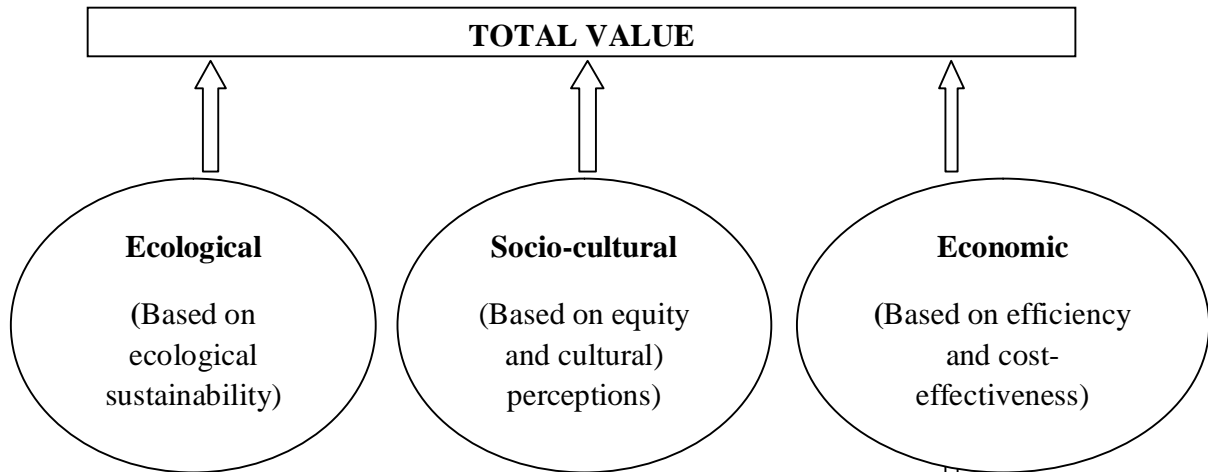 TOTAL VALUE
Ecological
(Based on
ecological
sustainability)
Socio-cultural
(Based on equity
and cultural)
perceptions)
Economic
(Based on efficiency
and cost-
effectiveness)